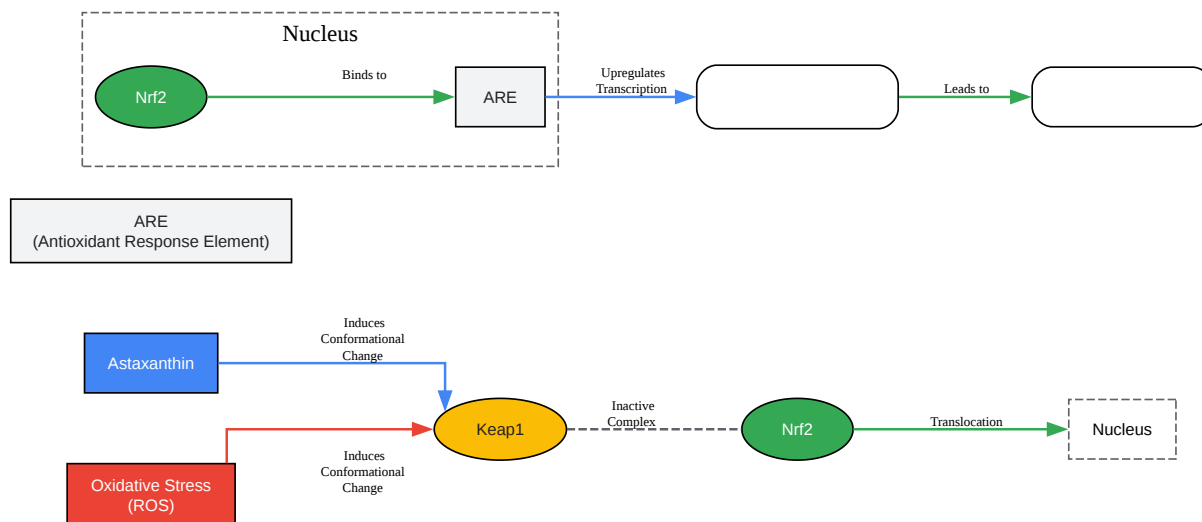 Nucleus
Nrf2
Binds to
ARE
Upregulates
Transcription
Leads to
ARE
(Antioxidant Response Element)
Astaxanthin
Induces
Conformational
Change
Oxidative Stress
(ROS)
Induces
Conformational
Change
Keap1
Inactive
Complex
Nrf2
Translocation
Nucleus